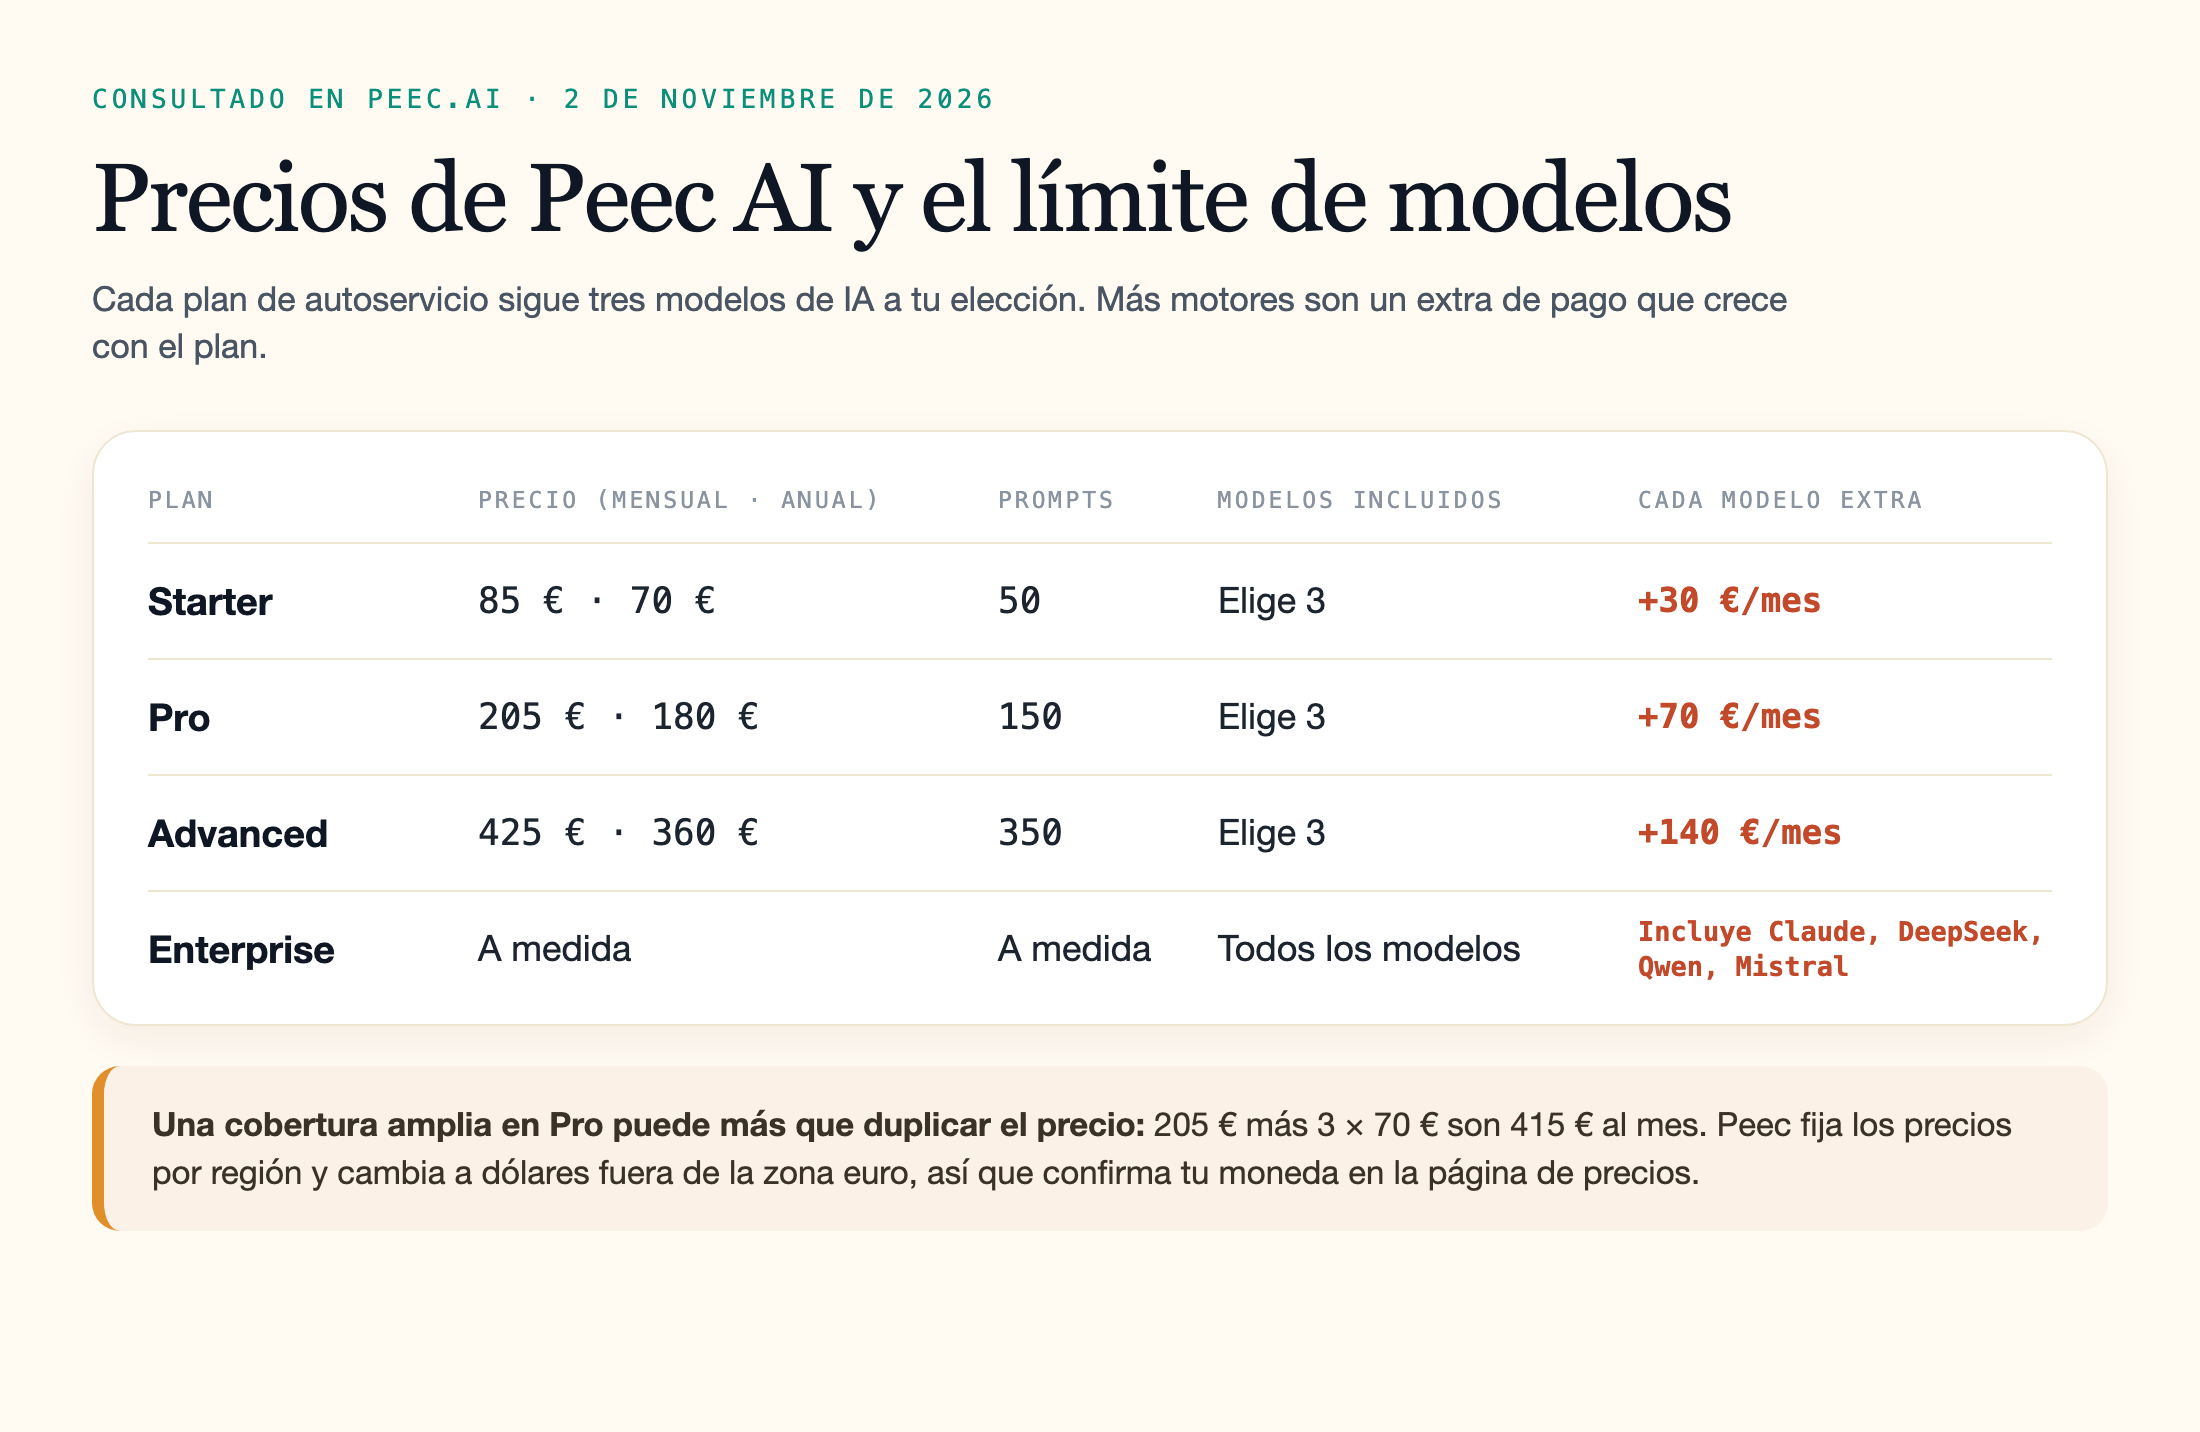 CONSULTADO EN PEEC.AI · 2 DE NOVIEMBRE DE 2026
Precios de Peec AI y el límite de modelos
Cada plan de autoservicio sigue tres modelos de IA a tu elección. Más motores son un extra de pago que crece
con el plan.
PLAN PRECIO (MENSUAL · ANUAL) PROMPTS MODELOS INCLUIDOS CADA MODELO EXTRA
Starter 85 € · 70 € 50 Elige 3 +30 €/mes
Pro 205 € · 180 € 150 Elige 3 +70 €/mes
Advanced 425 € · 360 € 350 Elige 3 +140 €/mes
Enterprise A medida A medida Todos los modelos Incluye Claude, DeepSeek,
Qwen, Mistral
Una cobertura amplia en Pro puede más que duplicar el precio: 205 € más 3 × 70 € son 415 € al mes. Peec fija los precios
por región y cambia a dólares fuera de la zona euro, así que confirma tu moneda en la página de precios.